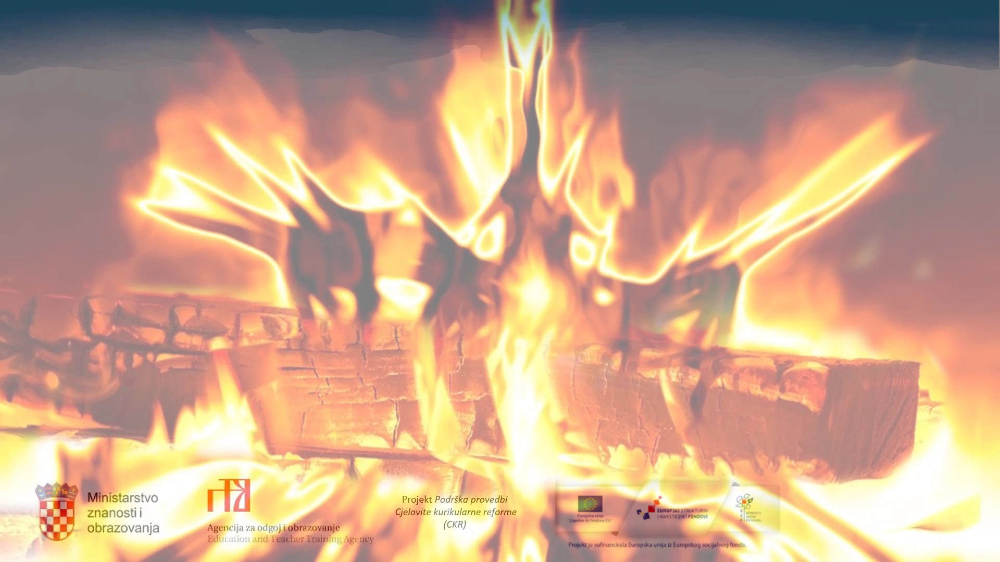 Ministarstvo
znanosti i
obrazovanja
Agencija za odgoj i obrazovanje
Education and Teacher Training Agency
Projekt Podrška provedbi
Cjelovite kurikularne reforme
(CKR)
Europska unija
"Zajedno do fondova EU"
EUROPSKI STRUKTURNI
I INVESTICIJSKI FONDOVI
Projekt je sufinancirala Europska unija iz Europskog socijalnog fonda.